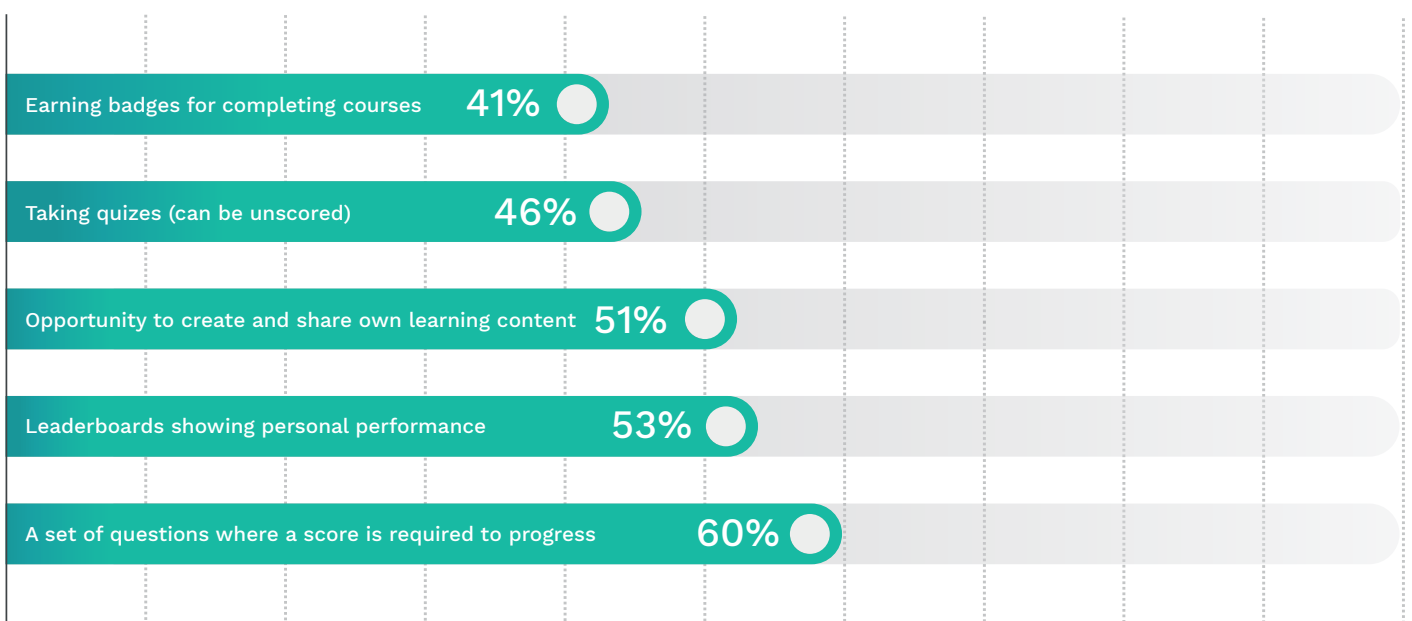 Earning badges for completing courses 41%
Taking quizes (can be unscored) 46%
Opportunity to create and share own learning content 51%
Leaderboards showing personal performance 53%
A set of questions where a score is required to progress 60%